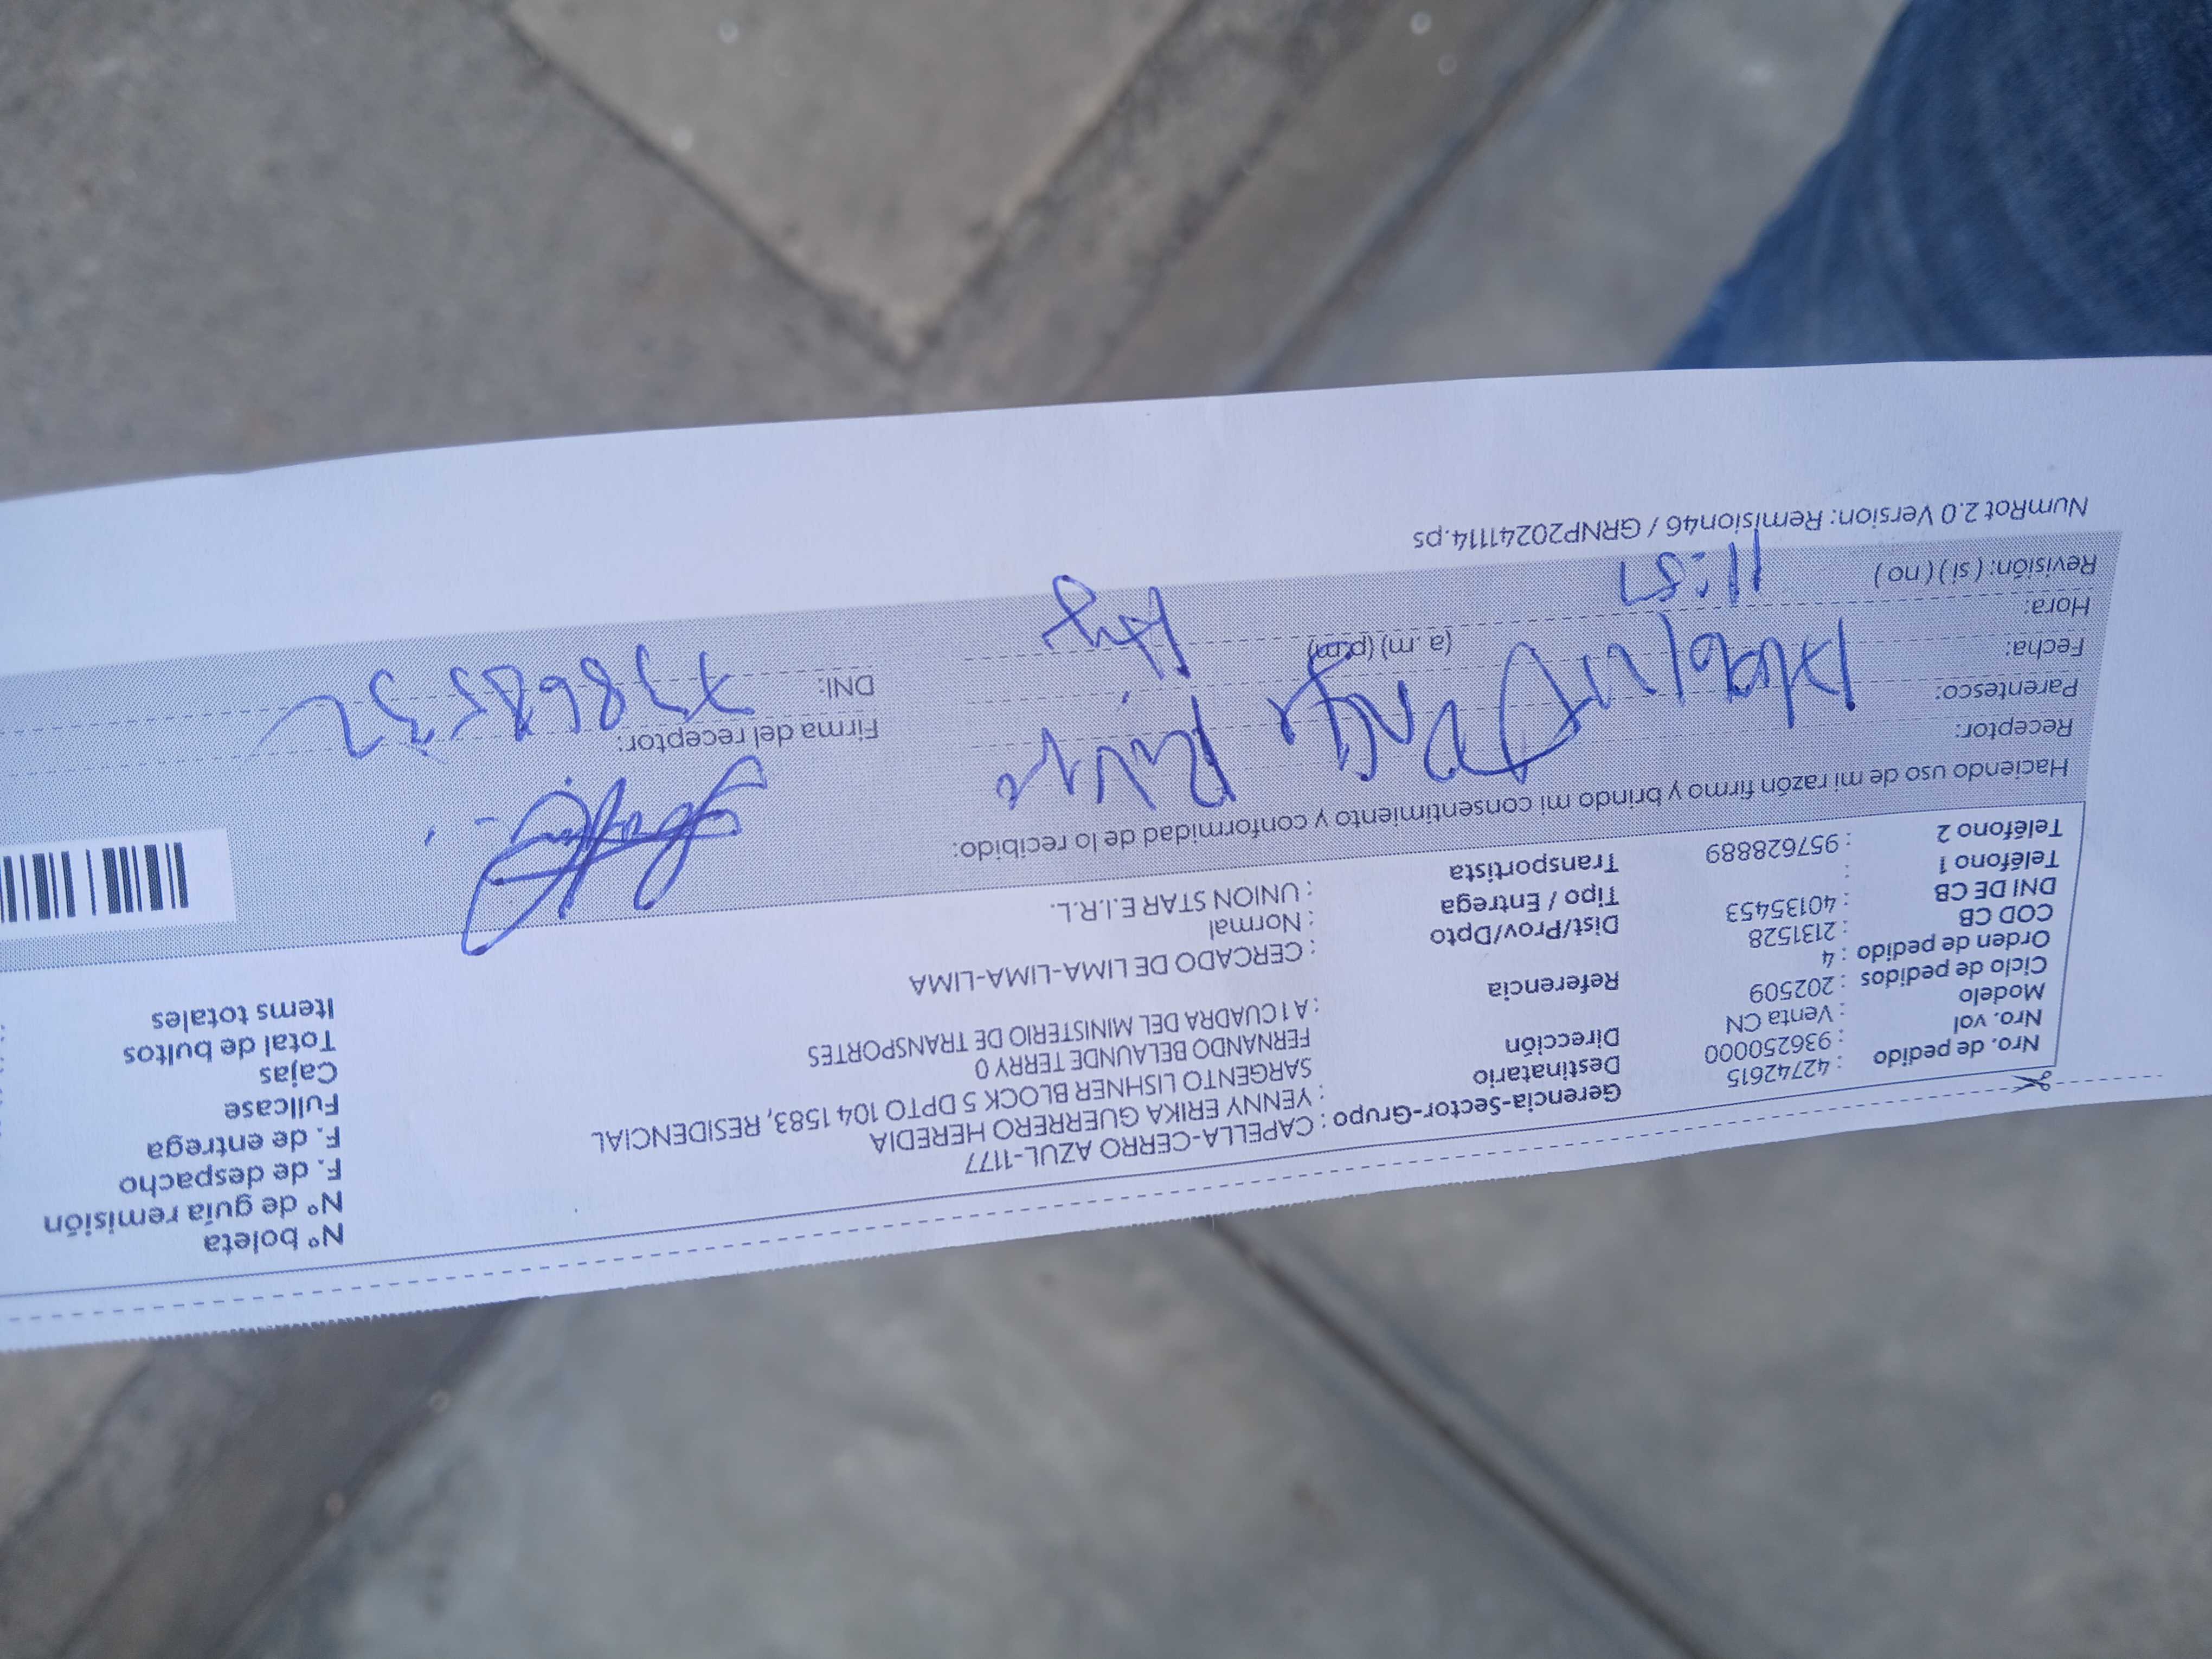 Gerencia-Sector-Grupo : CAPELLA-CERRO AZUL-1177
Nro. de pedido : 42742615
Destinatario : YENNY ERIKA GUERRERO HEREDIA
Nro. vol : 936250000
Dirección : SARGENTO LISHNER BLOCK 5 DPTO 104 1583, RESIDENCIAL
FERNANDO BELAUNDE TERRY 0
Modelo : Venta CN
Ciclo de pedidos : 202509
Referencia : A 1 CUADRA DEL MINISTERIO DE TRANSPORTES
Orden de pedido : 4
Dist/Prov/Dpto : CERCADO DE LIMA-LIMA-LIMA
COD CB : 2131528
Tipo / Entrega : Normal
DNI DE CB : 40135453
Transportista : UNION STAR E.I.R.L.
Teléfono 1 :
Teléfono 2 : 957628889
N° boleta
N° de guía remisión
F. de despacho
F. de entrega
Fullcase
Cajas
Total de bultos
Items totales
Haciendo uso de mi razón firmo y brindo mi consentimiento y conformidad de lo recibido:
Receptor:
Parentesco:
Fecha:
Hora: (a. m) (p.m)
Revisión: ( sí ) ( no )
Firma del receptor:
DNI:
NumRot 2.0 Version: Remision46 / GRNP20241114.ps